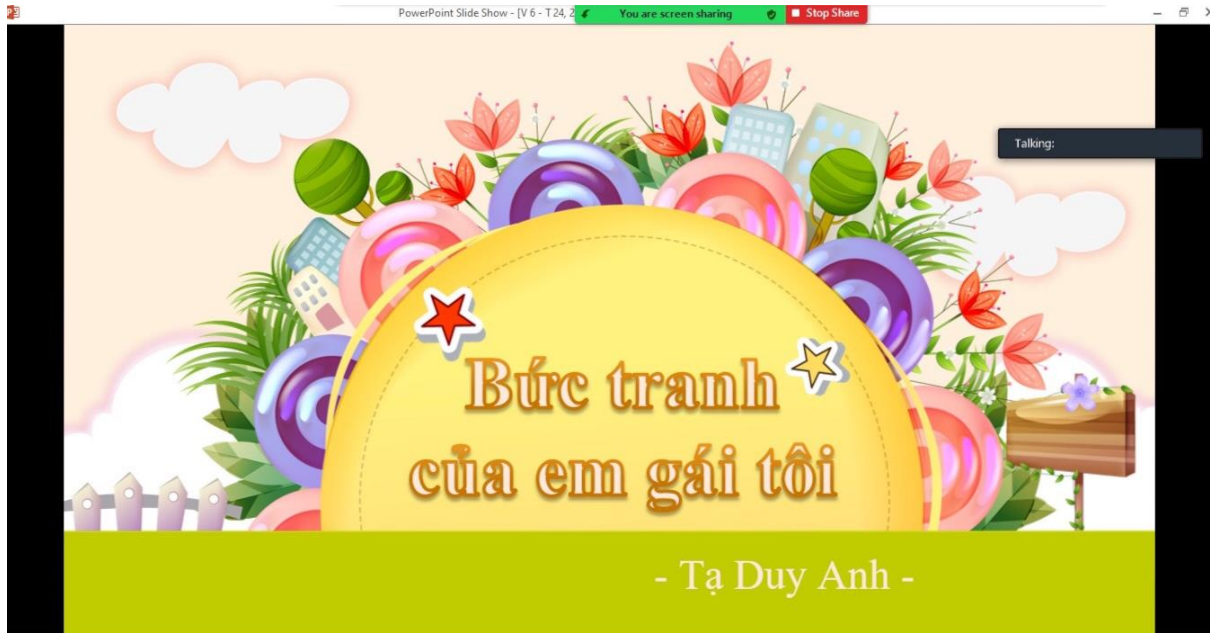 PowerPoint Slide Show - [V 6 - T 24, 2
You are screen sharing
Stop Share
Talking:
Bức tranh
của em gái tôi
- Tạ Duy Anh -